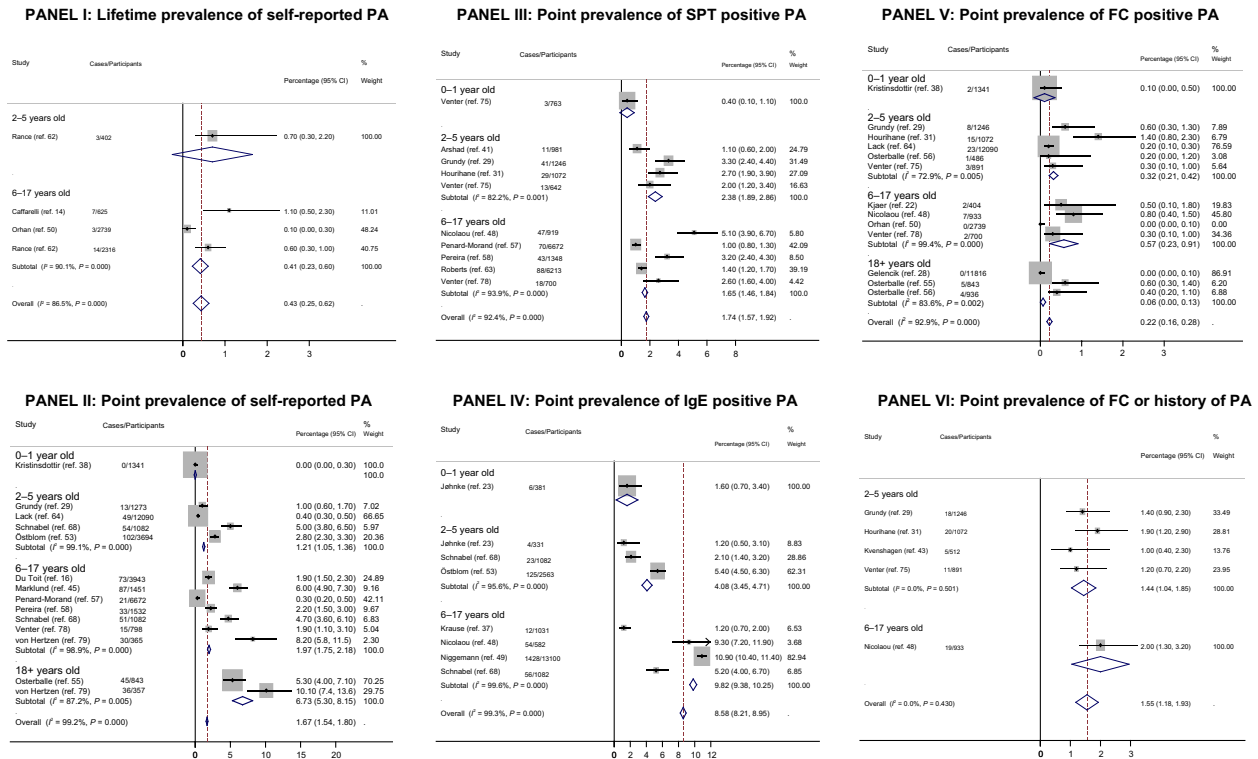 PANEL I: Lifetime prevalence of self-reported PA
Study Cases/Participants Percentage (95% CI) % Weight
2–5 years old
Rance (ref. 62) 3/402 0.70 (0.30, 2.20) 100.00
6–17 years old
Caffarelli (ref. 14) 7/625 1.10 (0.50, 2.30) 11.01
Orhan (ref. 50) 3/2739 0.10 (0.00, 0.30) 48.24
Rance (ref. 62) 14/2316 0.60 (0.30, 1.00) 40.75
Subtotal (I² = 90.1%, P = 0.000) 0.41 (0.23, 0.60) 100.00
Overall (I² = 86.5%, P = 0.000) 0.43 (0.25, 0.62)
0 1 2 3
PANEL III: Point prevalence of SPT positive PA
Study Cases/Participants Percentage (95% CI) % Weight
0–1 year old
Venter (ref. 75) 3/763 0.40 (0.10, 1.10) 100.0
2–5 years old
Arshad (ref. 41) 11/981 1.10 (0.60, 2.00) 24.79
Grundy (ref. 29) 41/1246 3.30 (2.40, 4.40) 31.49
Hourihane (ref. 31) 29/1072 2.70 (1.90, 3.90) 27.09
Venter (ref. 75) 13/642 2.00 (1.20, 3.40) 16.63
Subtotal (I² = 82.2%, P = 0.001) 2.38 (1.89, 2.86) 100.0
6–17 years old
Nicolaou (ref. 48) 47/919 5.10 (3.90, 6.70) 5.80
Penard-Morand (ref. 57) 70/6672 1.00 (0.80, 1.30) 42.09
Pereira (ref. 58) 43/1348 3.20 (2.40, 4.30) 8.50
Roberts (ref. 63) 88/6213 1.40 (1.20, 1.70) 39.19
Venter (ref. 78) 18/700 2.60 (1.60, 4.00) 4.42
Subtotal (I² = 93.9%, P = 0.000) 1.65 (1.46, 1.84) 100.0
Overall (I² = 92.4%, P = 0.000) 1.74 (1.57, 1.92) .
0 2 4 6 8
PANEL V: Point prevalence of FC positive PA
Study Cases/Participants Percentage (95% CI) % Weight
0–1 year old
Kristinsdottir (ref. 38) 2/1341 0.10 (0.00, 0.50) 100.00
2–5 years old
Grundy (ref. 29) 8/1246 0.60 (0.30, 1.30) 7.89
Hourihane (ref. 31) 15/1072 1.40 (0.80, 2.30) 6.79
Lack (ref. 64) 23/12090 0.20 (0.10, 0.30) 76.59
Osterballe (ref. 56) 1/486 0.20 (0.00, 1.20) 3.08
Venter (ref. 75) 3/891 0.30 (0.10, 1.00) 5.64
Subtotal (I² = 72.9%, P = 0.005) 0.32 (0.21, 0.42) 100.00
6–17 years old
Kjaer (ref. 22) 2/404 0.50 (0.10, 1.80) 19.83
Nicolaou (ref. 48) 7/933 0.80 (0.40, 1.50) 45.80
Orhan (ref. 50) 0/2739 0.00 (0.00, 0.10) 0.00
Venter (ref. 78) 2/700 0.30 (0.10, 1.00) 34.36
Subtotal (I² = 99.4%, P = 0.000) 0.57 (0.23, 0.91) 100.00
18+ years old
Gelencik (ref. 28) 0/11816 0.00 (0.00, 0.10) 86.91
Osterballe (ref. 55) 5/843 0.60 (0.30, 1.40) 6.20
Osterballe (ref. 56) 4/936 0.40 (0.20, 1.10) 6.88
Subtotal (I² = 83.6%, P = 0.002) 0.06 (0.00, 0.13) 100.00
Overall (I² = 92.9%, P = 0.000) 0.22 (0.16, 0.28) .
0 1 2 3
PANEL II: Point prevalence of self-reported PA
Study Cases/Participants Percentage (95% CI) % Weight
0–1 year old
Kristinsdottir (ref. 38) 0/1341 0.00 (0.00, 0.30) 100.0
100.0
2–5 years old
Grundy (ref. 29) 13/1273 1.00 (0.60, 1.70) 7.02
Lack (ref. 64) 49/12090 0.40 (0.30, 0.50) 66.65
Schnabel (ref. 68) 54/1082 5.00 (3.80, 6.50) 5.97
Östblom (ref. 53) 102/3694 2.80 (2.30, 3.30) 20.36
Subtotal (I² = 99.1%, P = 0.000) 1.21 (1.05, 1.36) 100.0
6–17 years old
Du Toit (ref. 16) 73/3943 1.90 (1.50, 2.30) 24.89
Marklund (ref. 45) 87/1451 6.00 (4.90, 7.30) 9.16
Penard-Morand (ref. 57) 21/6672 0.30 (0.20, 0.50) 42.11
Pereira (ref. 58) 33/1532 2.20 (1.50, 3.00) 9.67
Schnabel (ref. 68) 51/1082 4.70 (3.60, 6.10) 6.83
Venter (ref. 78) 15/798 1.90 (1.10, 3.10) 5.04
von Hertzen (ref. 79) 30/365 8.20 (5.8, 11.5) 2.30
Subtotal (I² = 98.9%, P = 0.000) 1.97 (1.75, 2.18) 100.0
18+ years old
Osterballe (ref. 55) 45/843 5.30 (4.00, 7.10) 70.25
von Hertzen (ref. 79) 36/357 10.10 (7.4, 13.6) 29.75
Subtotal (I² = 87.2%, P = 0.005) 6.73 (5.30, 8.15) 100.0
Overall (I² = 99.2%, P = 0.000) 1.67 (1.54, 1.80) .
0 5 10 20
PANEL IV: Point prevalence of IgE positive PA
Study Cases/Participants Percentage (95% CI) % Weight
0–1 year old
Jøhnke (ref. 23) 6/381 1.60 (0.70, 3.40) 100.00
2–5 years old
Jøhnke (ref. 23) 4/331 1.20 (0.50, 3.10) 8.83
Schnabel (ref. 68) 23/1082 2.10 (1.40, 3.20) 28.86
Östblom (ref. 53) 125/2563 5.40 (4.50, 6.30) 62.31
Subtotal (I² = 95.6%, P = 0.000) 4.08 (3.45, 4.71) 100.00
6–17 years old
Krause (ref. 37) 12/1031 1.20 (0.70, 2.00) 6.53
Nicolaou (ref. 48) 54/582 9.30 (7.20, 11.90) 3.68
Niggemann (ref. 49) 1428/13100 10.90 (10.40, 11.40) 82.94
Schnabel (ref. 68) 56/1082 5.20 (4.00, 6.70) 6.85
Subtotal (I² = 99.6%, P = 0.000) 9.82 (9.38, 10.25) 100.00
Overall (I² = 99.3%, P = 0.000) 8.58 (8.21, 8.95) .
0 2 4 6 8 10 12
PANEL VI: Point prevalence of FC or history of PA
Study Cases/Participants Percentage (95% CI) % Weight
2–5 years old
Grundy (ref. 29) 18/1246 1.40 (0.90, 2.30) 33.49
Hourihane (ref. 31) 20/1072 1.90 (1.20, 2.90) 28.81
Kvenshagen (ref. 43) 5/512 1.00 (0.40, 2.30) 13.76
Venter (ref. 75) 11/891 1.20 (0.70, 2.20) 23.95
Subtotal (I² = 0.0%, P = 0.501) 1.44 (1.04, 1.85) 100.00
6–17 years old
Nicolaou (ref. 48) 19/933 2.00 (1.30, 3.20) 100.00
Overall (I² = 0.0%, P = 0.430) 1.55 (1.18, 1.93) .
0 1 2 3